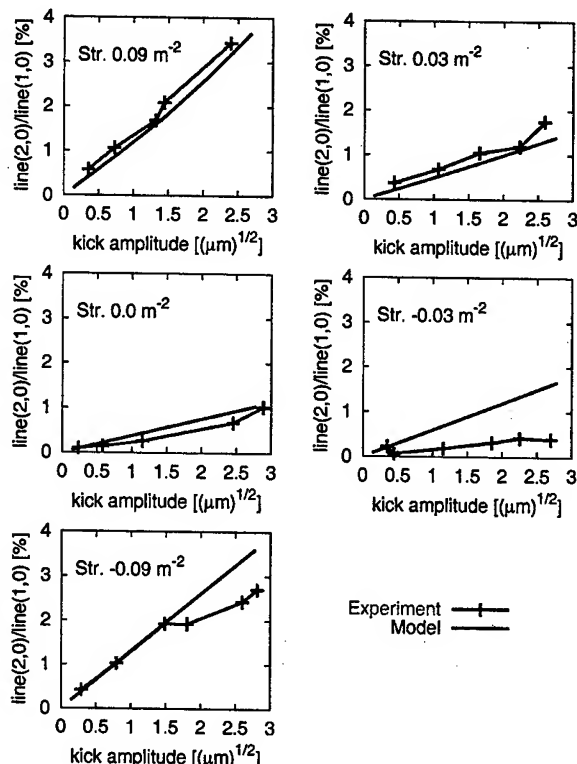 line(2,0)/line(1,0) [%]
4
3
2
1
0
Str. 0.09 m-2
0 0.5 1 1.5 2 2.5 3
kick amplitude [(μm)1/2]
line(2,0)/line(1,0) [%]
4
3
2
1
0
Str. 0.03 m-2
0 0.5 1 1.5 2 2.5 3
kick amplitude [(μm)1/2]
line(2,0)/line(1,0) [%]
4
3
2
1
0
Str. 0.0 m-2
0 0.5 1 1.5 2 2.5 3
kick amplitude [(μm)1/2]
line(2,0)/line(1,0) [%]
4
3
2
1
0
Str. -0.03 m-2
0 0.5 1 1.5 2 2.5 3
kick amplitude [(μm)1/2]
line(2,0)/line(1,0) [%]
4
3
2
1
0
Str. -0.09 m-2
0 0.5 1 1.5 2 2.5 3
kick amplitude [(μm)1/2]
Experiment
Model